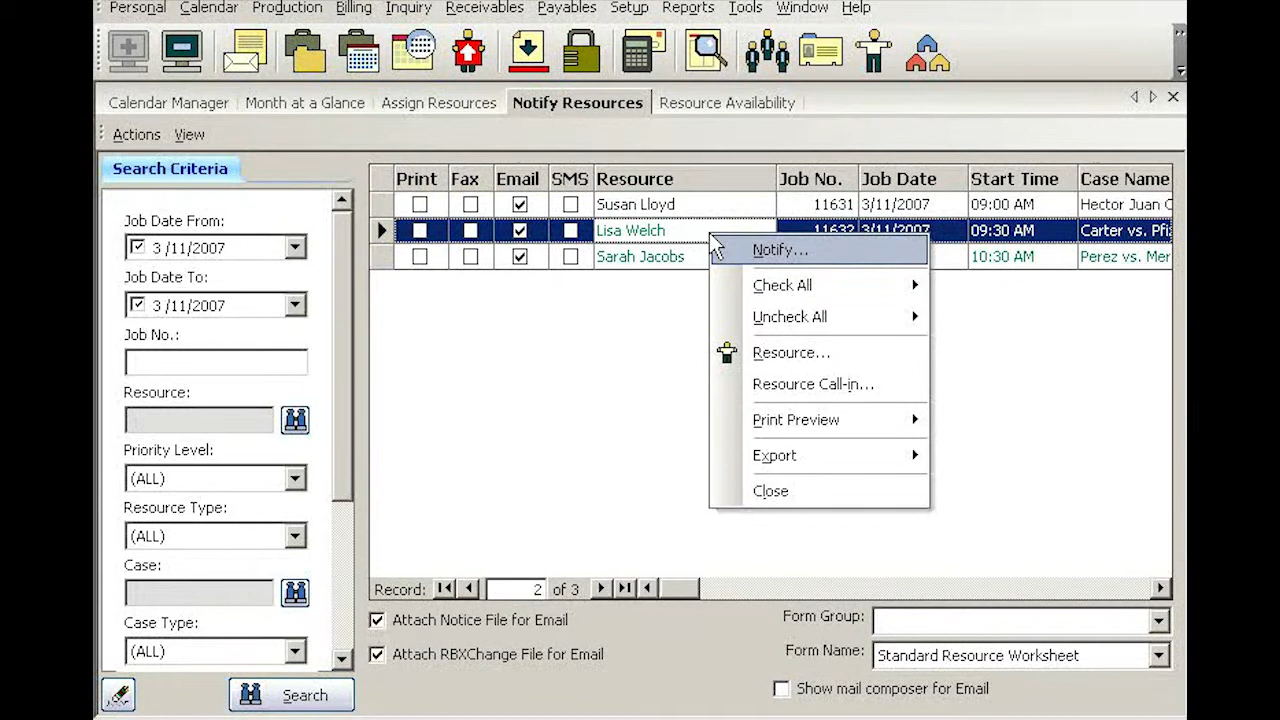 Personal Calendar Production Billing Inquiry Receivables Payables Setup Reports Tools Window Help
Calendar Manager Month at a Glance Assign Resources Notify Resources Resource Availability
Actions View
Search Criteria
Job Date From:
3 /11/2007
Job Date To:
3 /11/2007
Job No.:
Resource:
Priority Level:
(ALL)
Resource Type:
(ALL)
Case:
Case Type:
(ALL)
Search
Print Fax Email SMS Resource Job No. Job Date Start Time Case Name
Susan Lloyd 11631 3/11/2007 09:00 AM Hector Juan C
Lisa Welch 11632 3/11/2007 09:30 AM Carter vs. Pfi
Sarah Jacobs 10:30 AM Perez vs. Mer
Notify...
Check All
Uncheck All
Resource...
Resource Call-in...
Print Preview
Export
Close
Record: 2 of 3
Attach Notice File for Email
Attach RBXChange File for Email
Form Group:
Form Name: Standard Resource Worksheet
Show mail composer for Email